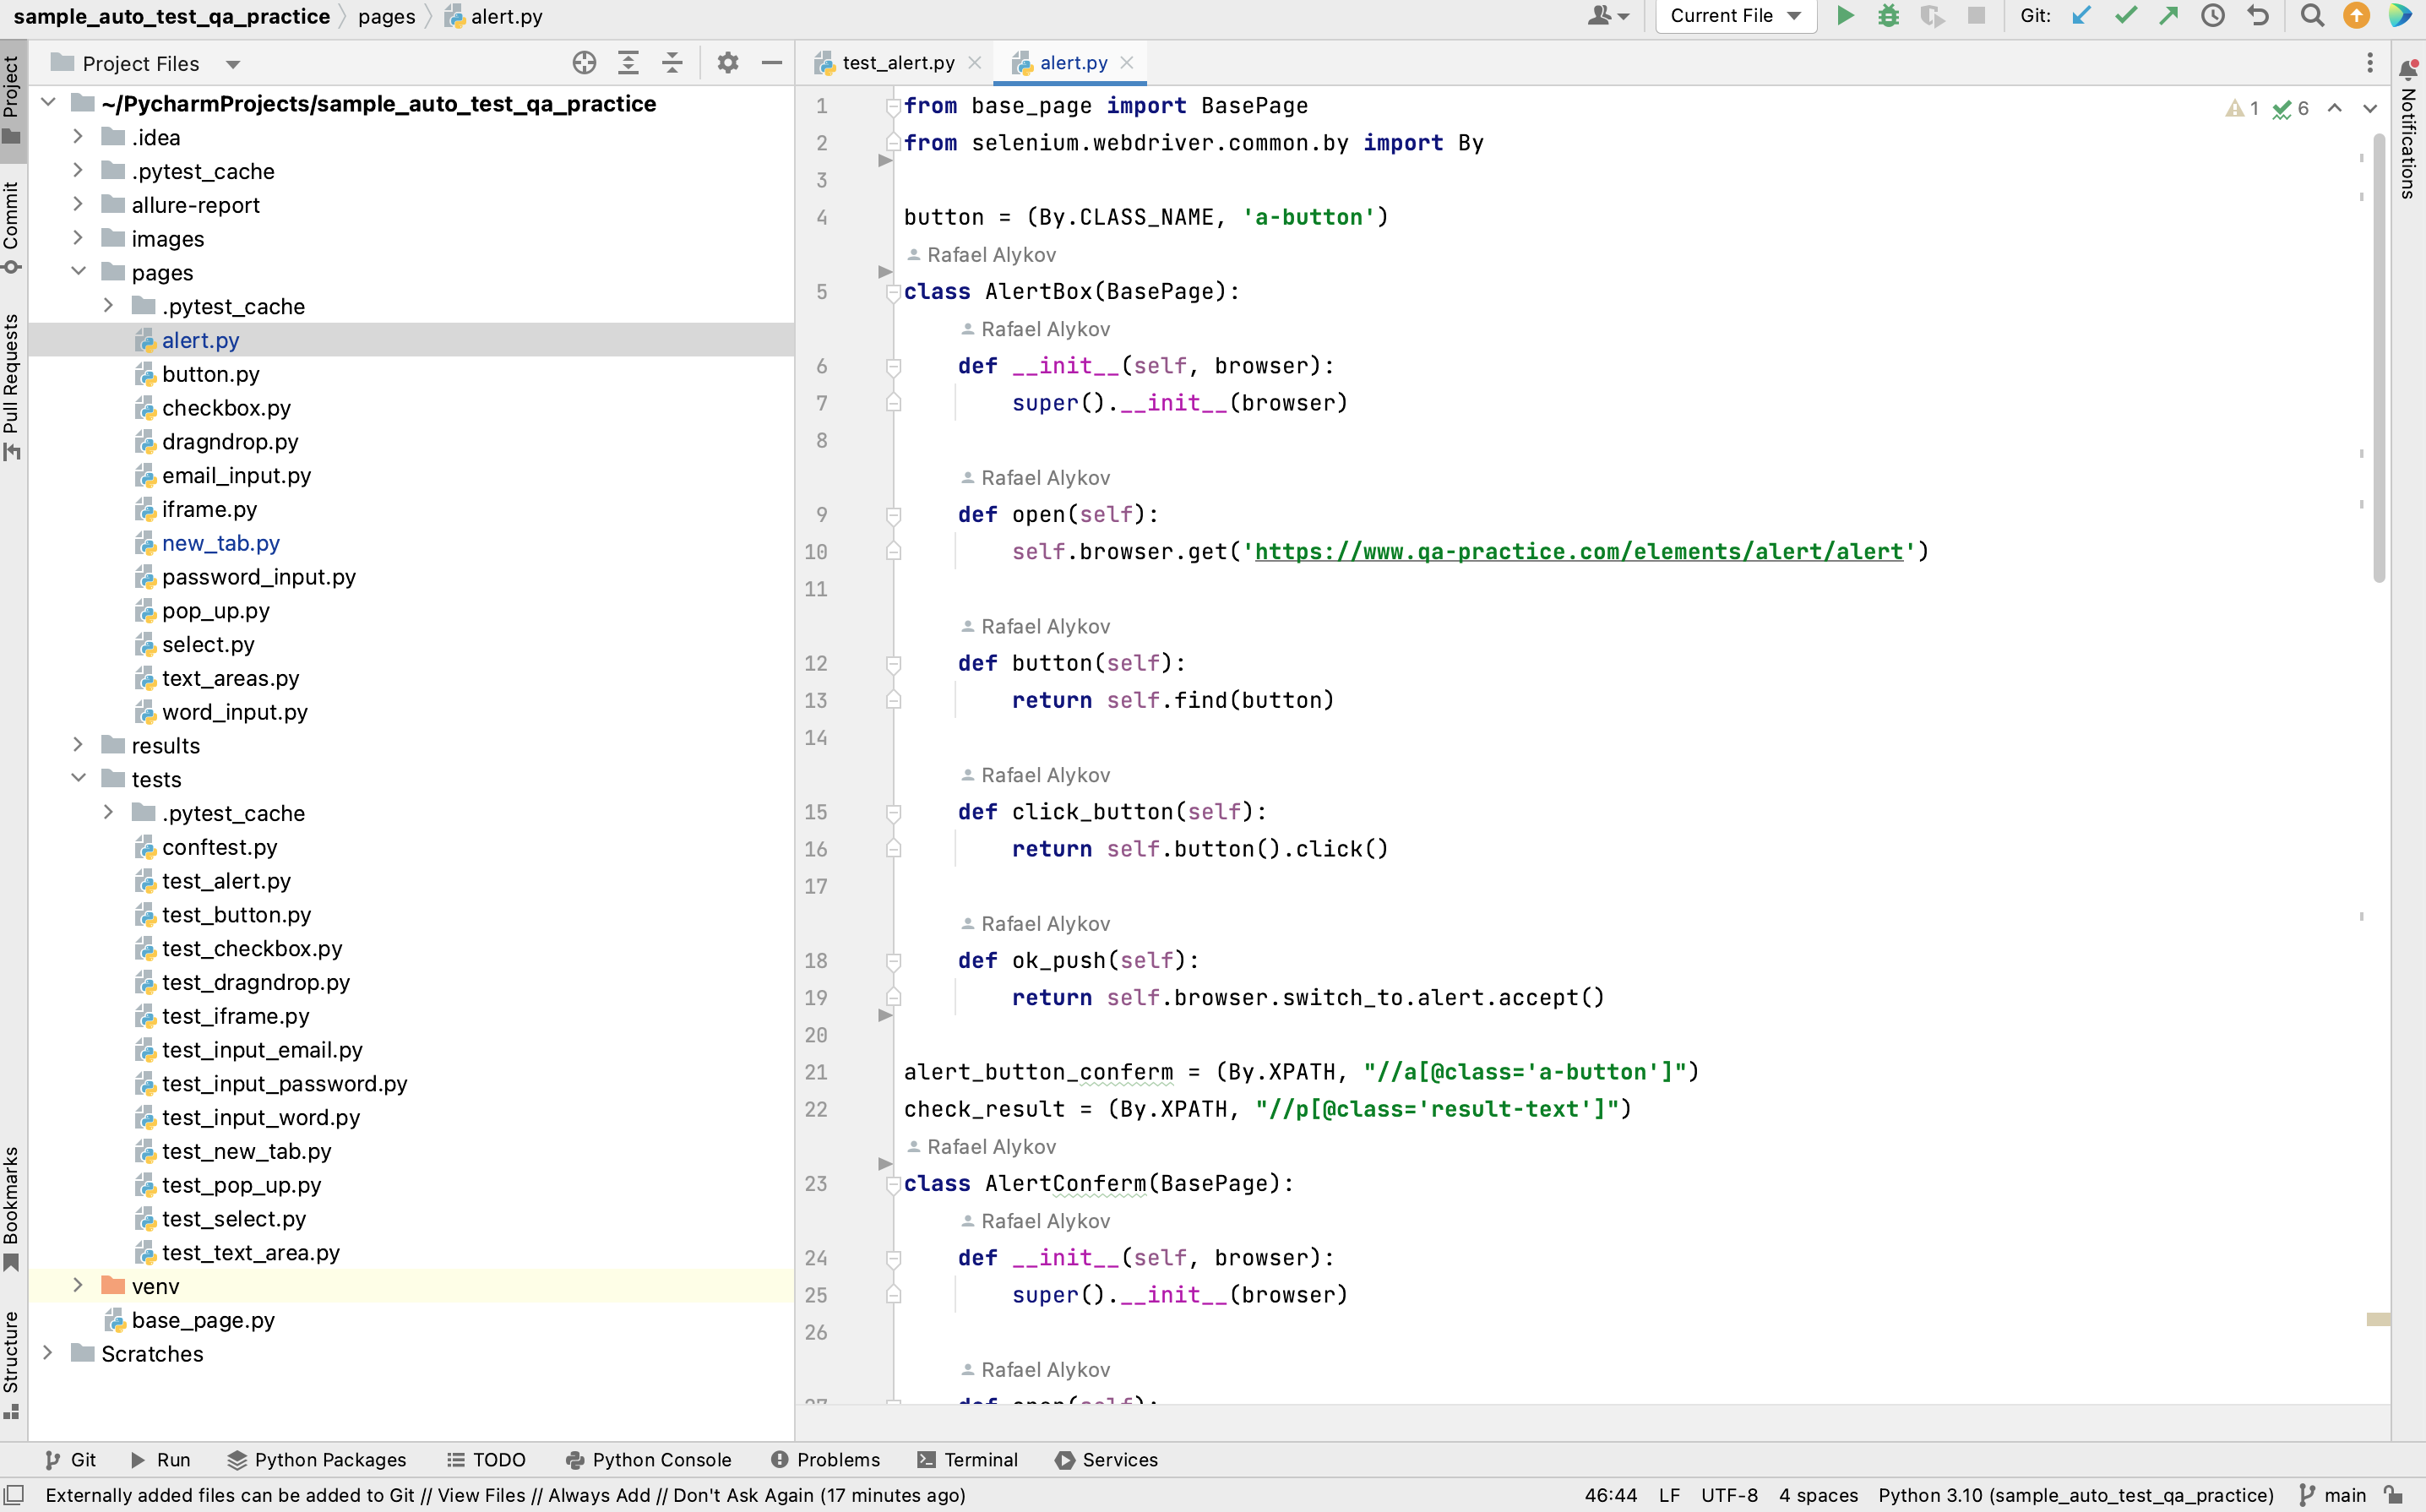 sample_auto_test_qa_practice
pages
alert.py
Current File
Git:
Project
Commit
Pull Requests
Bookmarks
Structure
Project Files
~/PycharmProjects/sample_auto_test_qa_practice
.idea
.pytest_cache
allure-report
images
pages
.pytest_cache
alert.py
button.py
checkbox.py
dragndrop.py
email_input.py
iframe.py
new_tab.py
password_input.py
pop_up.py
select.py
text_areas.py
word_input.py
results
tests
.pytest_cache
conftest.py
test_alert.py
test_button.py
test_checkbox.py
test_dragndrop.py
test_iframe.py
test_input_email.py
test_input_password.py
test_input_word.py
test_new_tab.py
test_pop_up.py
test_select.py
test_text_area.py
venv
base_page.py
Scratches
test_alert.py
alert.py
1 6
Notifications
1 from base_page import BasePage
2 from selenium.webdriver.common.by import By
3
4 button = (By.CLASS_NAME, 'a-button')
Rafael Alykov
5 class AlertBox(BasePage):
Rafael Alykov
6 def __init__(self, browser):
7 super().__init__(browser)
8
Rafael Alykov
9 def open(self):
10 self.browser.get('https://www.qa-practice.com/elements/alert/alert')
11
Rafael Alykov
12 def button(self):
13 return self.find(button)
14
Rafael Alykov
15 def click_button(self):
16 return self.button().click()
17
Rafael Alykov
18 def ok_push(self):
19 return self.browser.switch_to.alert.accept()
20
21 alert_button_conferm = (By.XPATH, "//a[@class='a-button']")
22 check_result = (By.XPATH, "//p[@class='result-text']")
Rafael Alykov
23 class AlertConferm(BasePage):
Rafael Alykov
24 def __init__(self, browser):
25 super().__init__(browser)
26
Rafael Alykov
27 def open(self):
Git
Run
Python Packages
TODO
Python Console
Problems
Terminal
Services
Externally added files can be added to Git // View Files // Always Add // Don't Ask Again (17 minutes ago)
46:44 LF UTF-8 4 spaces Python 3.10 (sample_auto_test_qa_practice) main